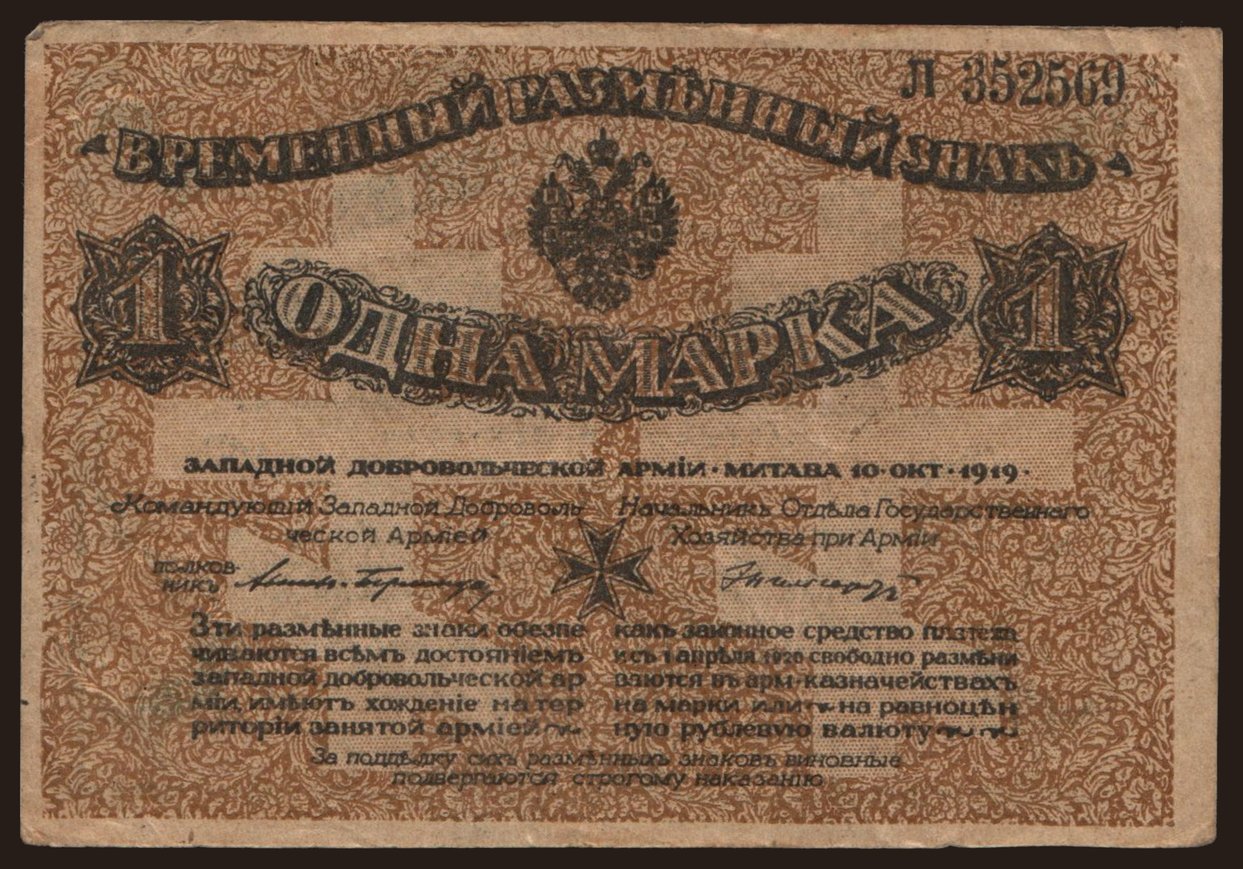 Л 352569
ВРЕМЕННЫЙ РАЗМѢННЫЙ ЗНАКЪ
1 ОДНА МАРКА 1
ЗАПАДНОЙ ДОБРОВОЛЬЧЕСКОЙ АРМІИ · МИТАВА 10 · ОКТ · 1919 ·
Командующій Западной Доброволь-
ческой Арміей
Начальникъ Отдѣла Государственнаго
Хозяйства при Арміи
полков-
никъ
Эти размѣнные знаки обезпе
чиваются всѣмъ достояніемъ
западной добровольческой ар
міи, имѣютъ хожденіе на тер-
риторіи занятой арміей
какъ законное средство платежа
и съ 1 апрѣля 1920 свободно размѣни
ваются въ арм · казначействахъ
на марки или на равноцѣн
ную рублевую валюту
За поддѣлку сихъ размѣнныхъ знаковъ виновные
подвергаются строгому наказанію